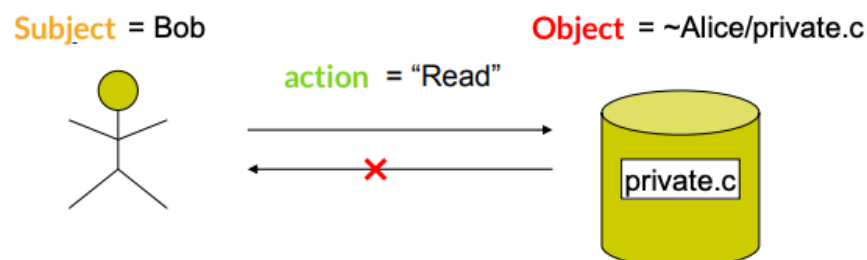 Subject = Bob
Object = ~Alice/private.c
action = “Read”
private.c